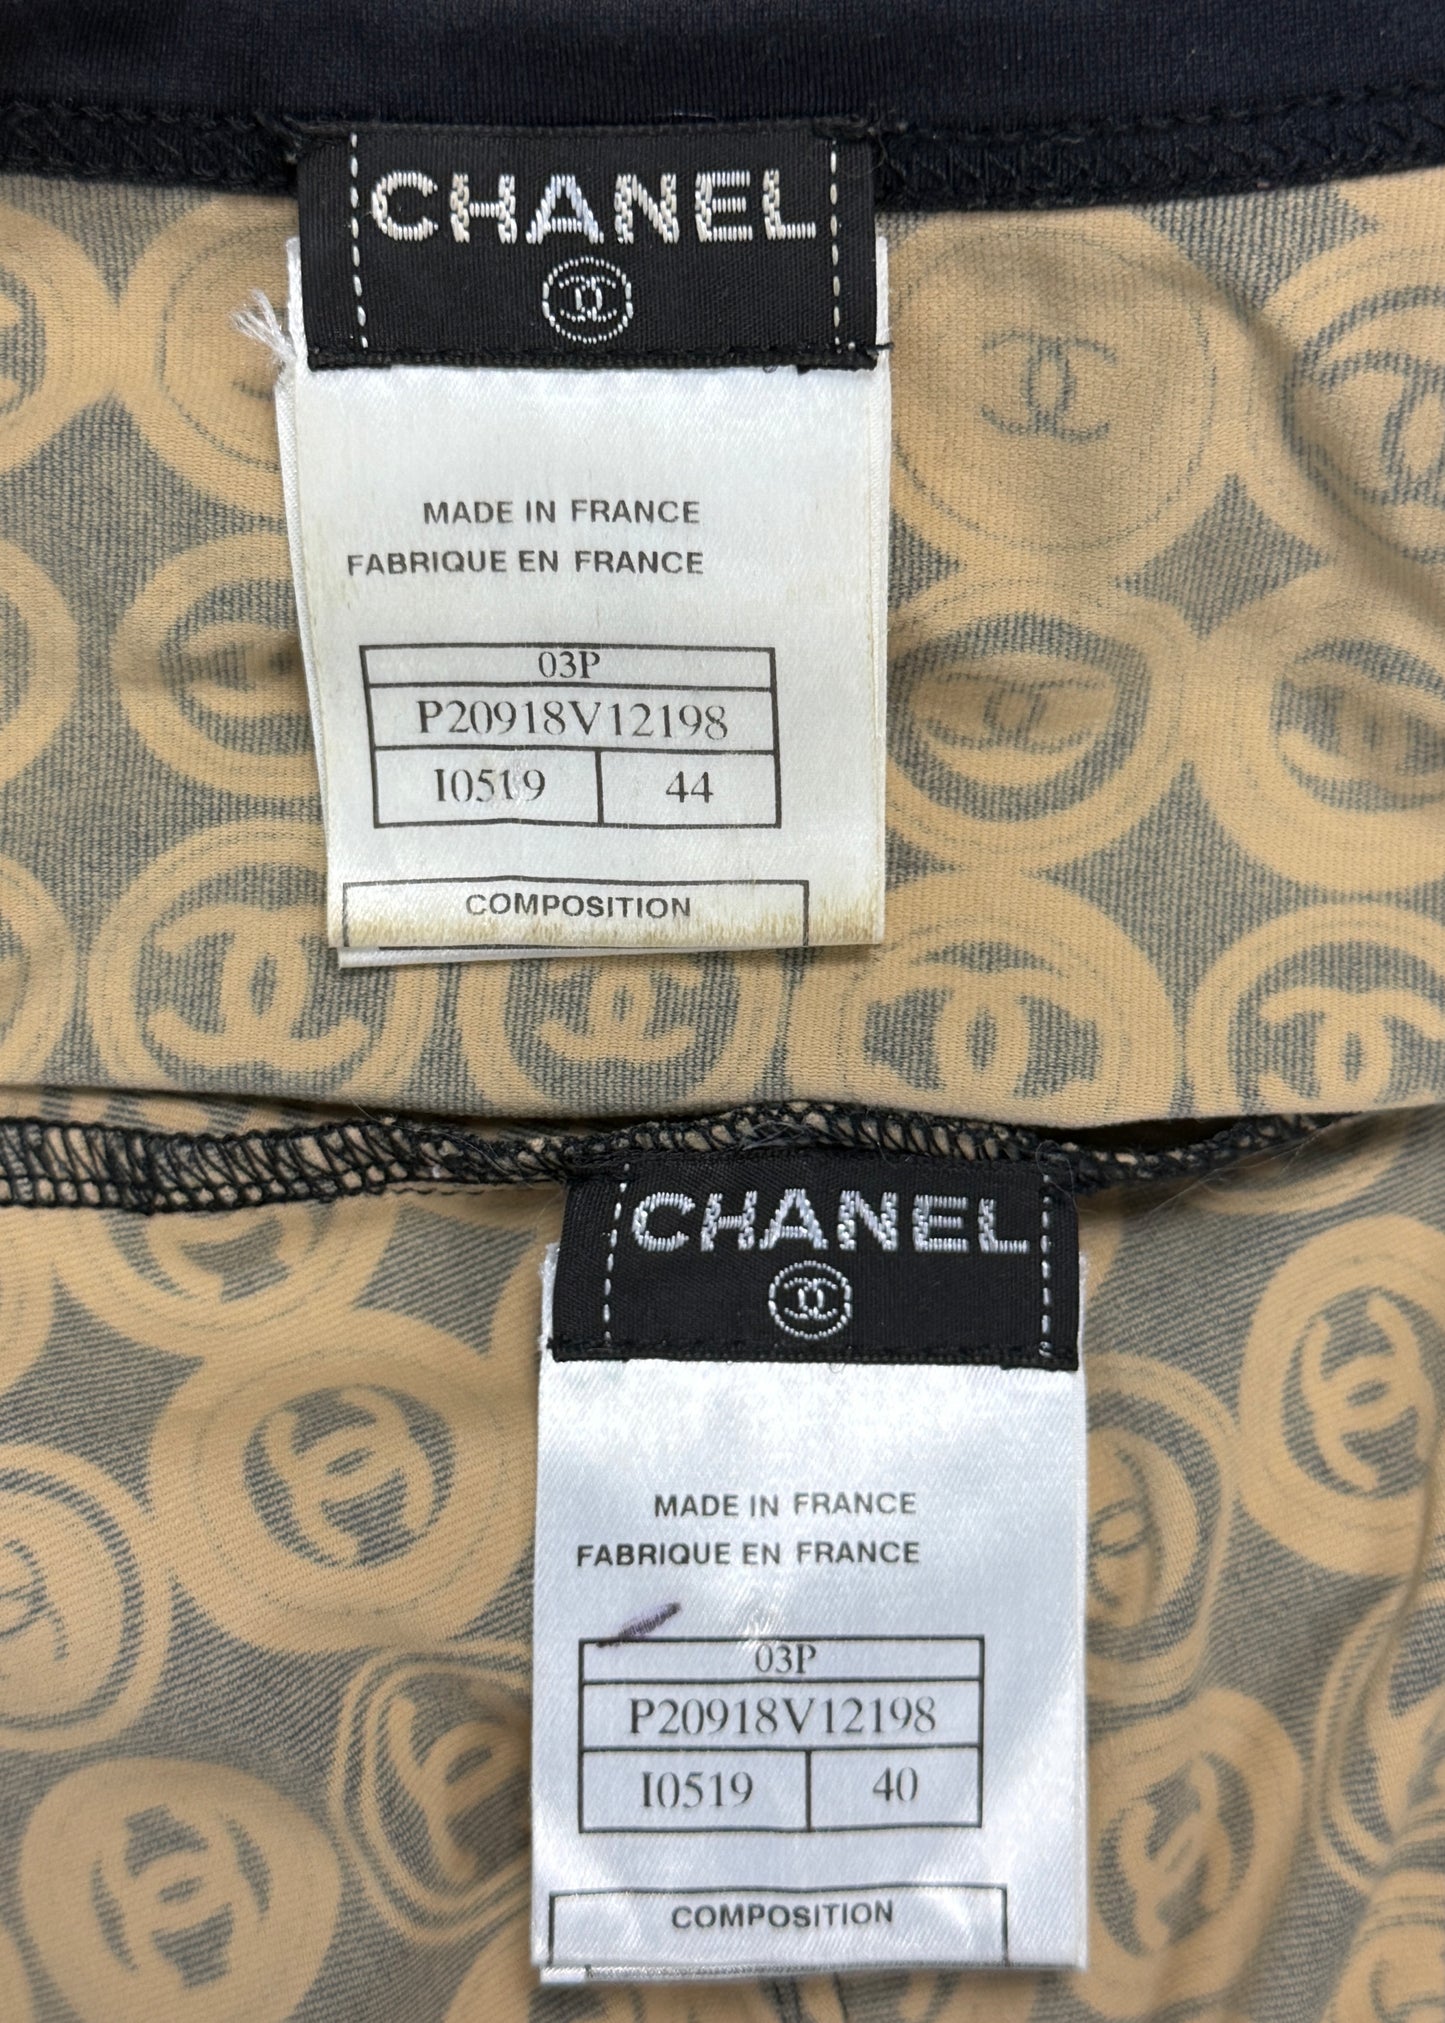 CHANEL
MADE IN FRANCE
FABRIQUE EN FRANCE
03P
P20918V12198
I0519 44
COMPOSITION
CHANEL
MADE IN FRANCE
FABRIQUE EN FRANCE
03P
P20918V12198
I0519 40
COMPOSITION